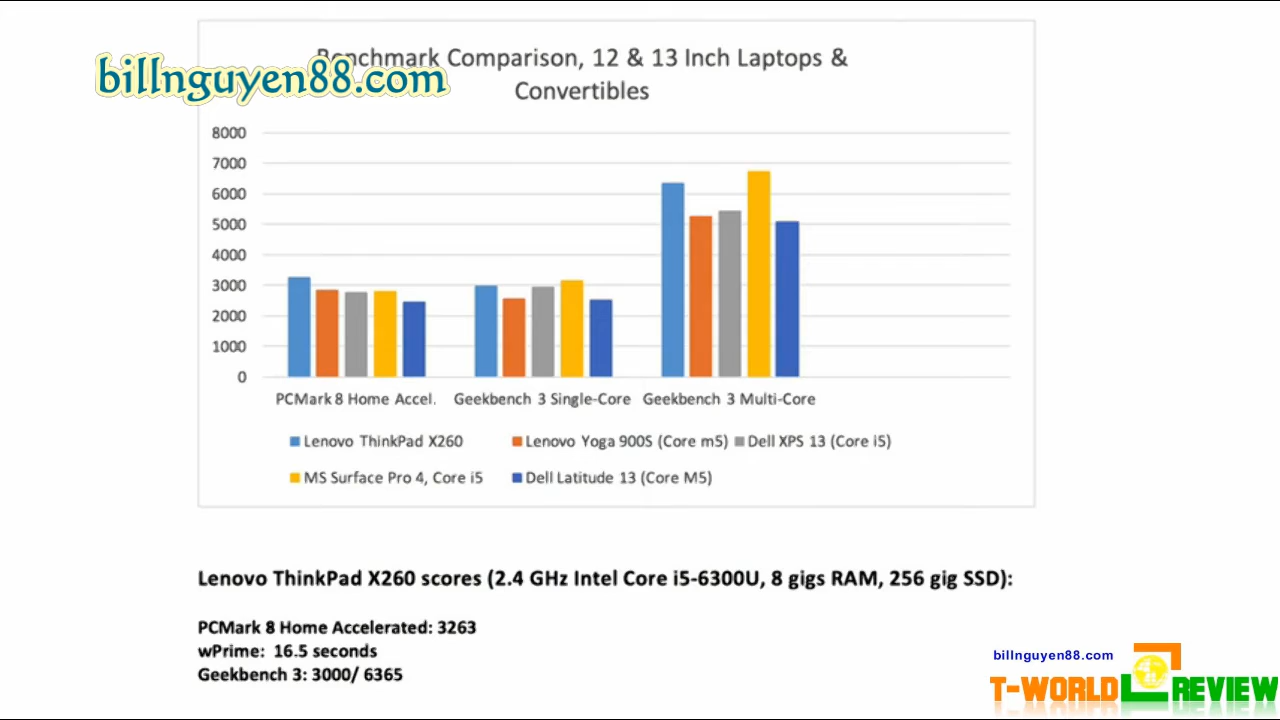 billnguyen88.com
Benchmark Comparison, 12 & 13 Inch Laptops &
Convertibles
8000
7000
6000
5000
4000
3000
2000
1000
0
PCMark 8 Home Accel. Geekbench 3 Single-Core Geekbench 3 Multi-Core
Lenovo ThinkPad X260 Lenovo Yoga 900S (Core m5) Dell XPS 13 (Core i5)
MS Surface Pro 4, Core i5 Dell Latitude 13 (Core M5)
Lenovo ThinkPad X260 scores (2.4 GHz Intel Core i5-6300U, 8 gigs RAM, 256 gig SSD):
PCMark 8 Home Accelerated: 3263
wPrime: 16.5 seconds
Geekbench 3: 3000/ 6365
billnguyen88.com
T-WORLD REVIEW